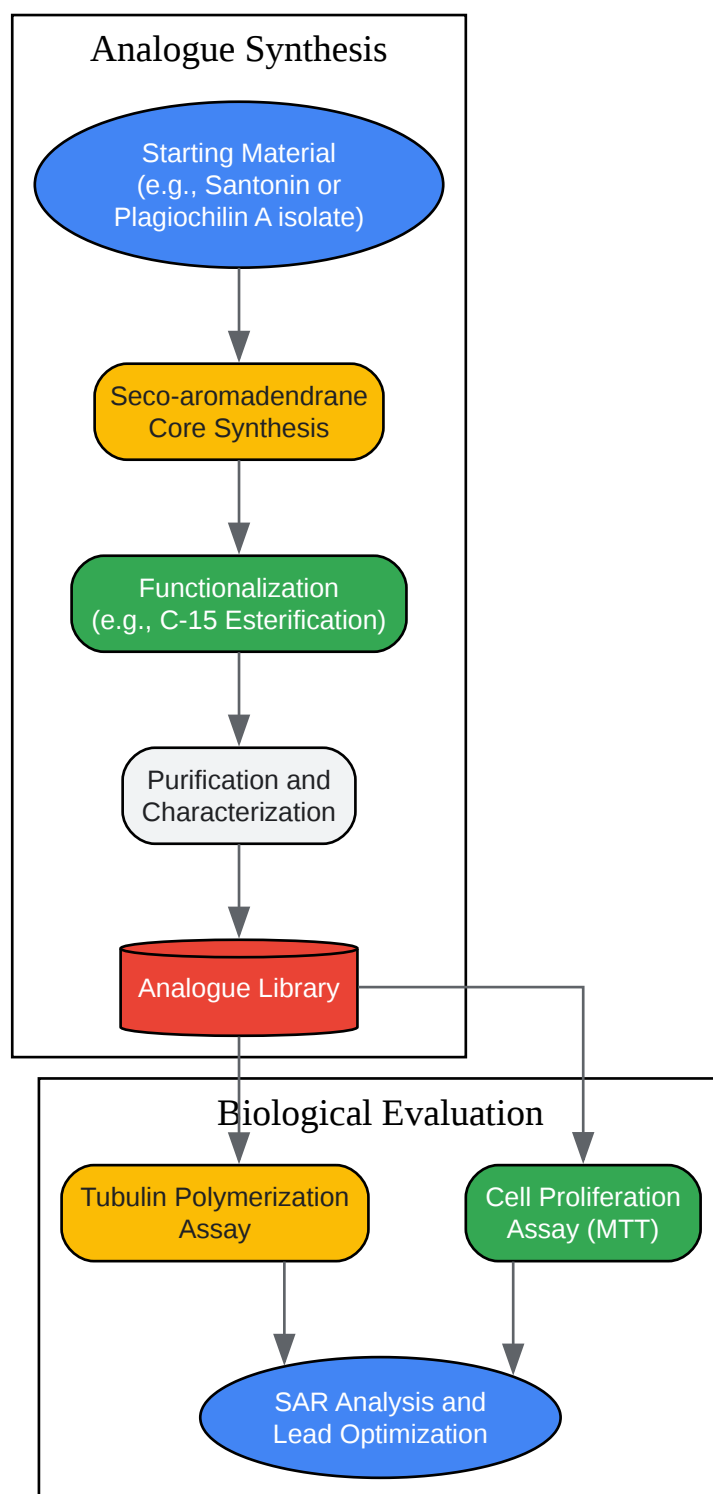 Analogue Synthesis
Starting Material
(e.g., Santonin or
Plagiochilin A isolate)
Seco-aromadendrane
Core Synthesis
Functionalization
(e.g., C-15 Esterification)
Purification and
Characterization
Analogue Library
Biological Evaluation
Tubulin Polymerization
Assay
Cell Proliferation
Assay (MTT)
SAR Analysis and
Lead Optimization